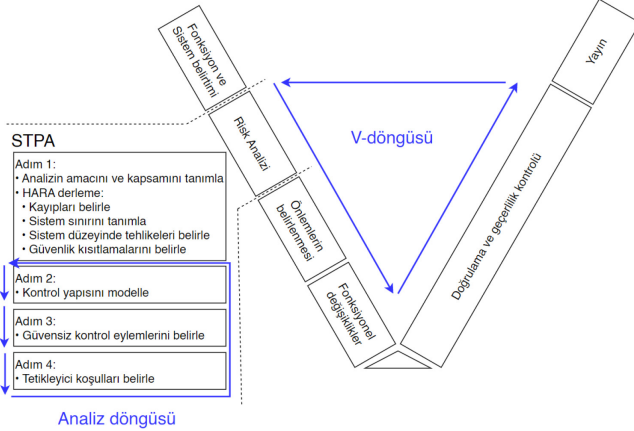 Fonksiyon ve
Sistem belirtimi
Risk Analizi
Önlemlerin
belirlenmesi
Fonksiyonel
değişiklikler
Doğrulama ve geçerlilik kontrolü
Yayın
V-döngüsü
STPA
Adım 1:
• Analizin amacını ve kapsamını tanımla
• HARA derleme:
• Kayıpları belirle
• Sistem sınırını tanımla
• Sistem düzeyinde tehlikeleri belirle
• Güvenlik kısıtlamalarını belirle
Adım 2:
• Kontrol yapısını modelle
Adım 3:
• Güvensiz kontrol eylemlerini belirle
Adım 4:
• Tetikleyici koşulları belirle
Analiz döngüsü